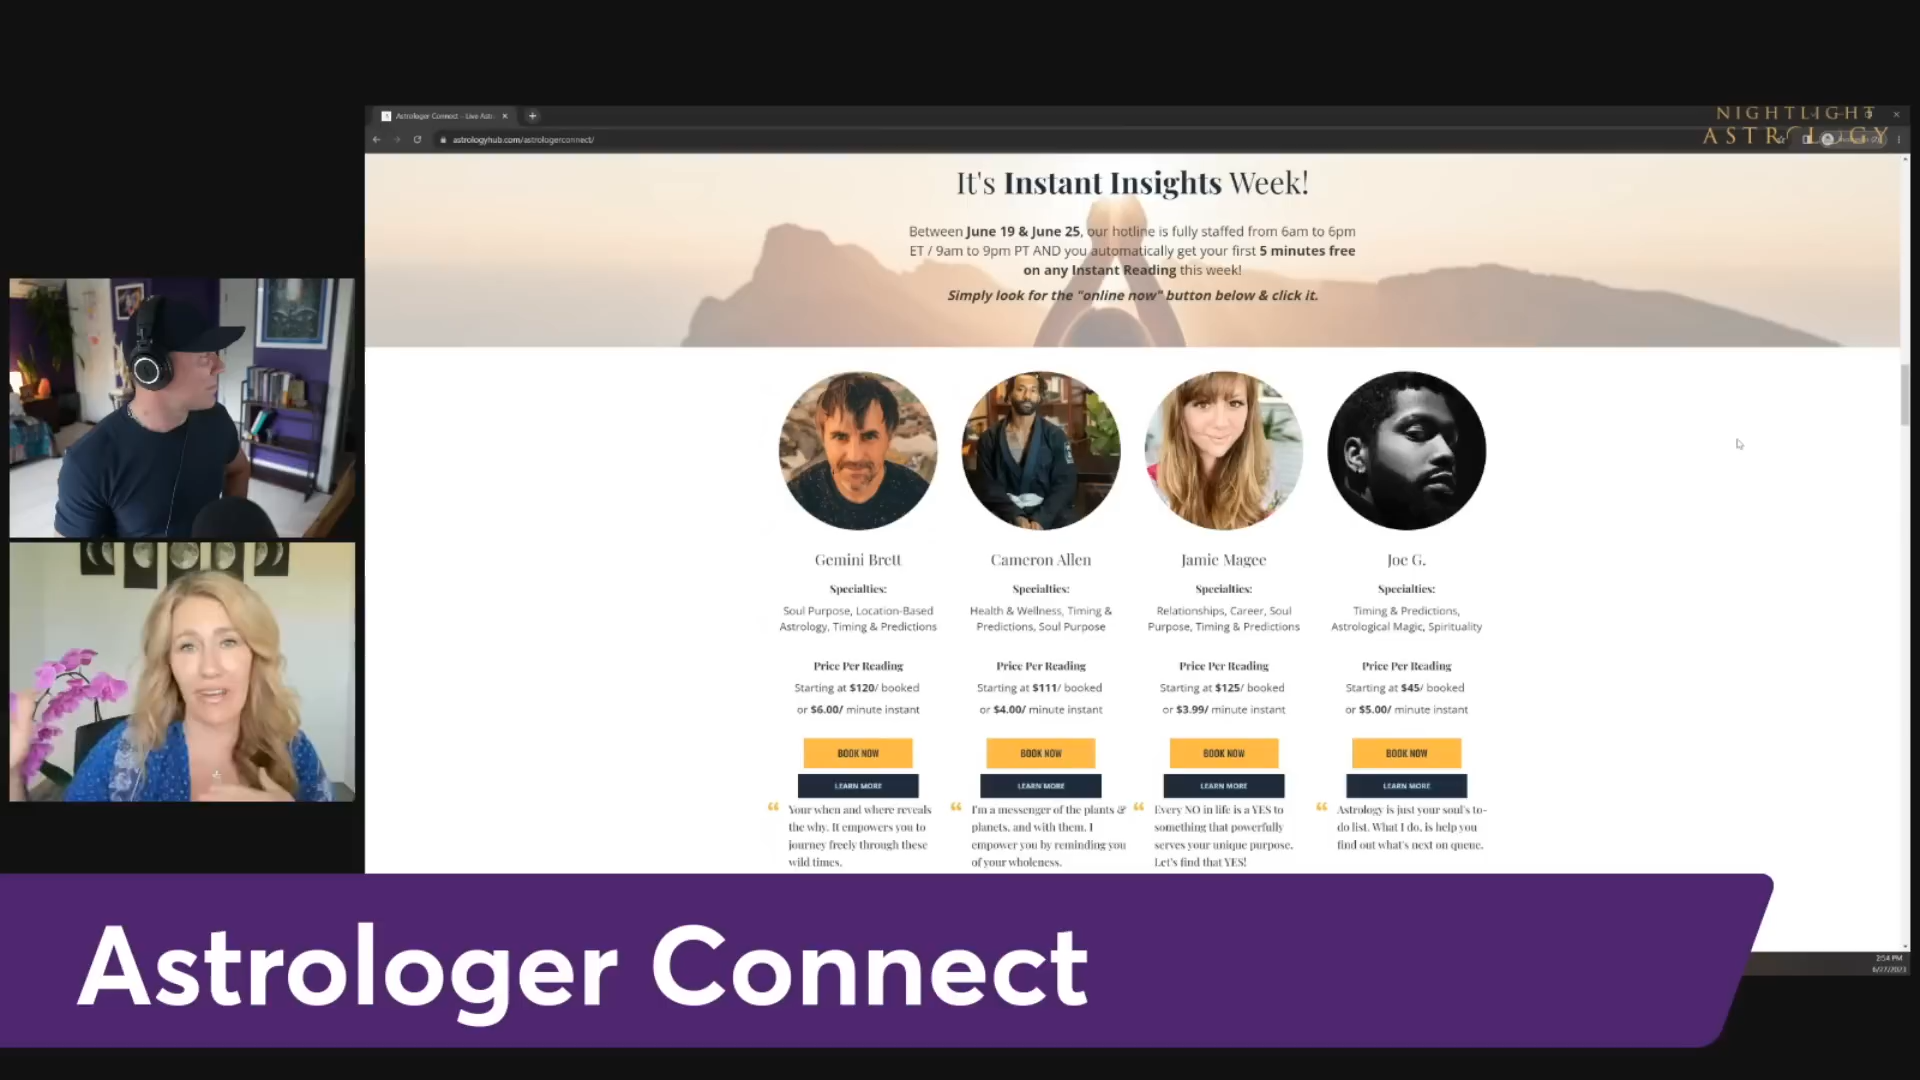 NIGHTLIGHT
ASTROLOGY
Astrologer Connect - Live Astr
astrologyhub.com/astrologerconnect/
It's Instant Insights Week!
Between June 19 & June 25, our hotline is fully staffed from 6am to 6pm
ET / 9am to 9pm PT AND you automatically get your first 5 minutes free
on any Instant Reading this week!
Simply look for the "online now" button below & click it.
Gemini Brett
Specialties:
Soul Purpose, Location-Based
Astrology, Timing & Predictions
Price Per Reading
Starting at $120/ booked
or $6.00/ minute instant
BOOK NOW
LEARN MORE
“ Your when and where reveals
the why. It empowers you to
journey freely through these
wild times.
Cameron Allen
Specialties:
Health & Wellness, Timing &
Predictions, Soul Purpose
Price Per Reading
Starting at $111/ booked
or $4.00/ minute instant
BOOK NOW
LEARN MORE
“ I'm a messenger of the plants &
planets, and with them. I
empower you by reminding you
of your wholeness.
Jamie Magee
Specialties:
Relationships, Career, Soul
Purpose, Timing & Predictions
Price Per Reading
Starting at $125/ booked
or $3.99/ minute instant
BOOK NOW
LEARN MORE
“ Every NO in life is a YES to
something that powerfully
serves your unique purpose.
Let's find that YES!
Joe G.
Specialties:
Timing & Predictions,
Astrological Magic, Spirituality
Price Per Reading
Starting at $45/ booked
or $5.00/ minute instant
BOOK NOW
LEARN MORE
“ Astrology is just your soul's to-
do list. What I do, is help you
find out what's next on queue.
2:54 PM
6/27/2023
Astrologer Connect